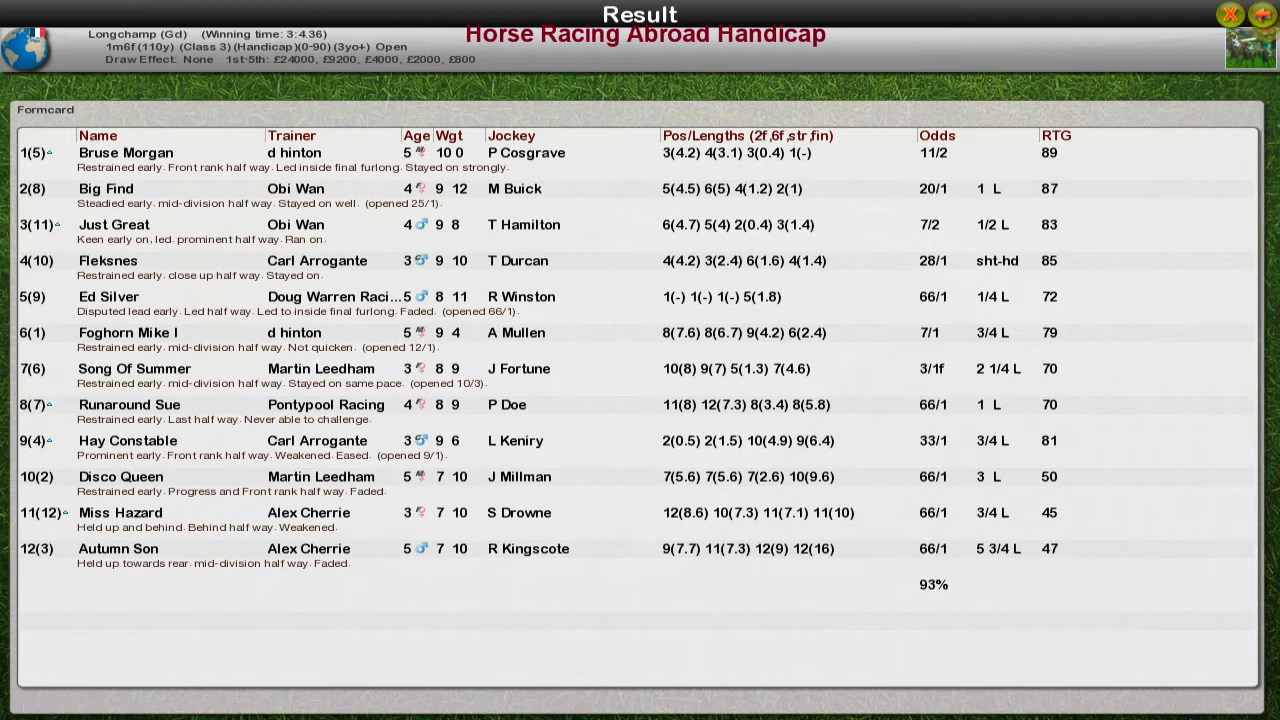 Result
Longchamp (Gd) (Winning time: 3:4.36)
Horse Racing Abroad Handicap
1m6f (110y) (Class 3) (Handicap)(0-90) (3yo+) Open
Draw Effect: None 1st-5th: £24000, £9200, £4000, £2000, £800
Formcard
Name Trainer Age Wgt Jockey Pos/Lengths (2f,6f,str,fin) Odds RTG
1(5) Bruse Morgan d hinton 5 10 0 P Cosgrave 3(4.2) 4(3.1) 3(0.4) 1(-) 11/2 89
Restrained early. Front rank half way. Led inside final furlong. Stayed on strongly.
2(8) Big Find Obi Wan 4 9 12 M Buick 5(4.5) 6(5) 4(1.2) 2(1) 20/1 1 L 87
Steadied early. mid-division half way. Stayed on well. (opened 25/1).
3(11) Just Great Obi Wan 4 9 8 T Hamilton 6(4.7) 5(4) 2(0.4) 3(1.4) 7/2 1/2 L 83
Keen early on, led. prominent half way. Ran on.
4(10) Fleksnes Carl Arrogante 3 9 10 T Durcan 4(4.2) 3(2.4) 6(1.6) 4(1.4) 28/1 sht-hd 85
Restrained early. close up half way. Stayed on.
5(9) Ed Silver Doug Warren Raci... 5 8 11 R Winston 1(-) 1(-) 1(-) 5(1.8) 66/1 1/4 L 72
Disputed lead early. Led half way. Led to inside final furlong. Faded. (opened 66/1).
6(1) Foghorn Mike I d hinton 5 9 4 A Mullen 8(7.6) 8(6.7) 9(4.2) 6(2.4) 7/1 3/4 L 79
Restrained early. mid-division half way. Not quicken. (opened 12/1).
7(6) Song Of Summer Martin Leedham 3 8 9 J Fortune 10(8) 9(7) 5(1.3) 7(4.6) 3/1f 2 1/4 L 70
Restrained early. mid-division half way. Stayed on same pace. (opened 10/3).
8(7) Runaround Sue Pontypool Racing 4 8 9 P Doe 11(8) 12(7.3) 8(3.4) 8(5.8) 66/1 1 L 70
Restrained early. Last half way. Never able to challenge.
9(4) Hay Constable Carl Arrogante 3 9 6 L Keniry 2(0.5) 2(1.5) 10(4.9) 9(6.4) 33/1 3/4 L 81
Prominent early. Front rank half way. Weakened. Eased. (opened 9/1).
10(2) Disco Queen Martin Leedham 5 7 10 J Millman 7(5.6) 7(5.6) 7(2.6) 10(9.6) 66/1 3 L 50
Restrained early. Progress and Front rank half way. Faded.
11(12) Miss Hazard Alex Cherrie 3 7 10 S Drowne 12(8.6) 10(7.3) 11(7.1) 11(10) 66/1 3/4 L 45
Held up and behind. Behind half way. Weakened.
12(3) Autumn Son Alex Cherrie 5 7 10 R Kingscote 9(7.7) 11(7.3) 12(9) 12(16) 66/1 5 3/4 L 47
Held up towards rear. mid-division half way. Faded.
93%